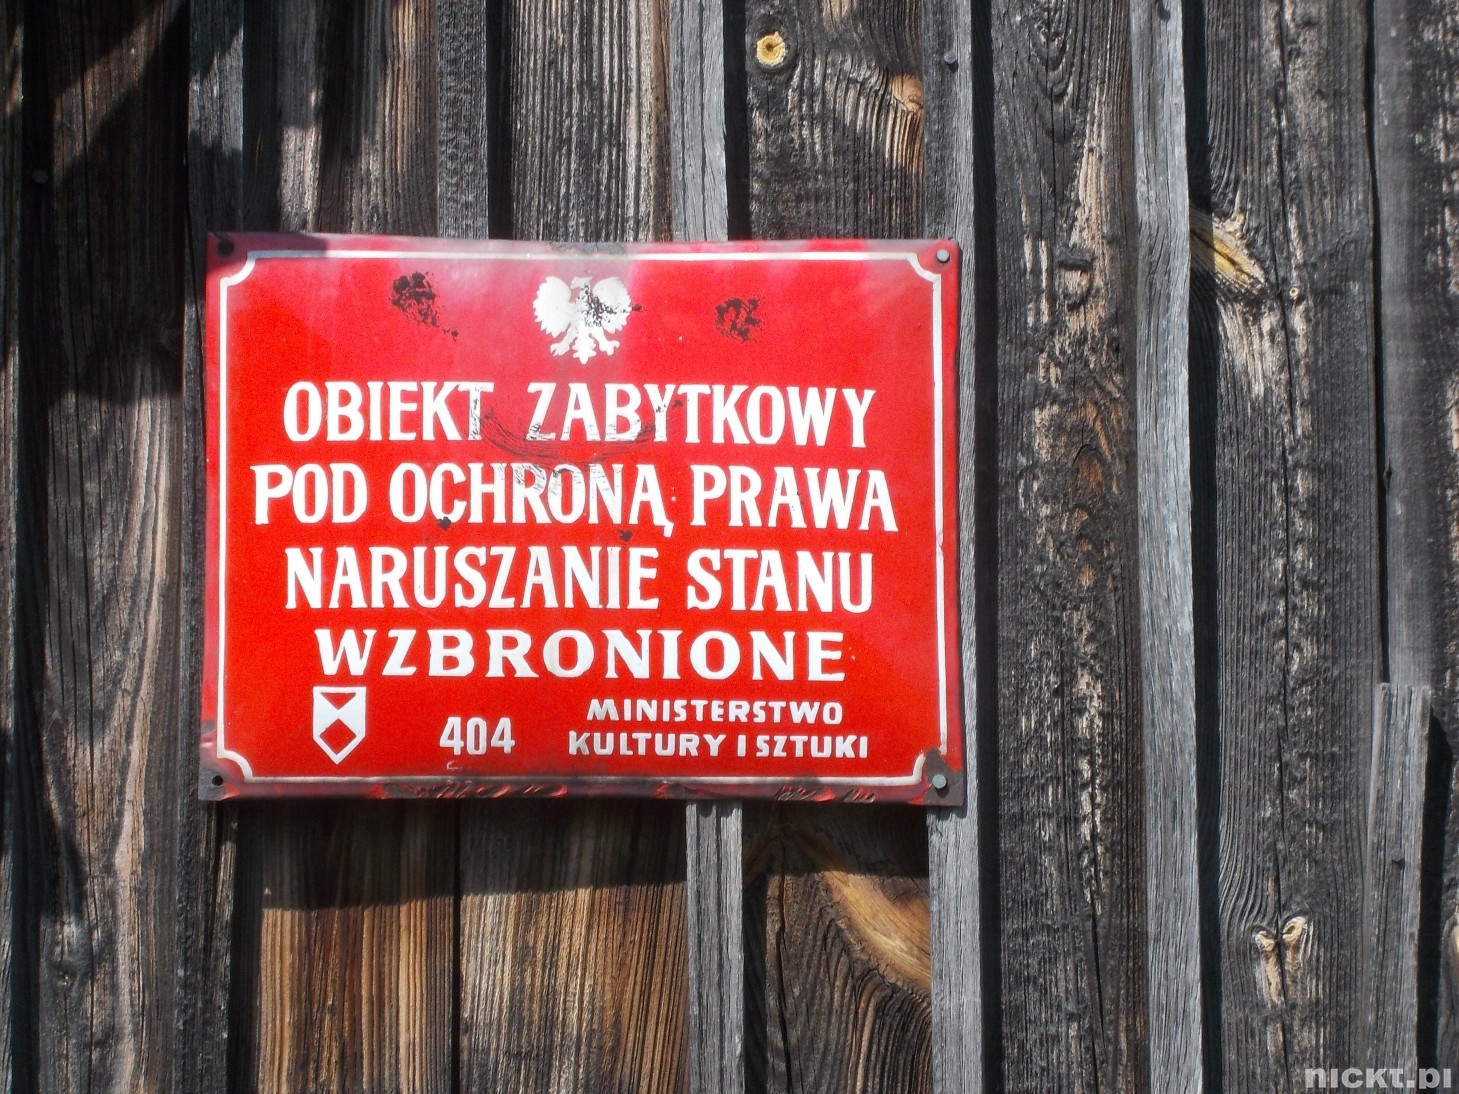 OBIEKT ZABYTKOWY
POD OCHRONĄ PRAWA
NARUSZANIE STANU
WZBRONIONE
404
MINISTERSTWO
KULTURY I SZTUKI
nickt.pl